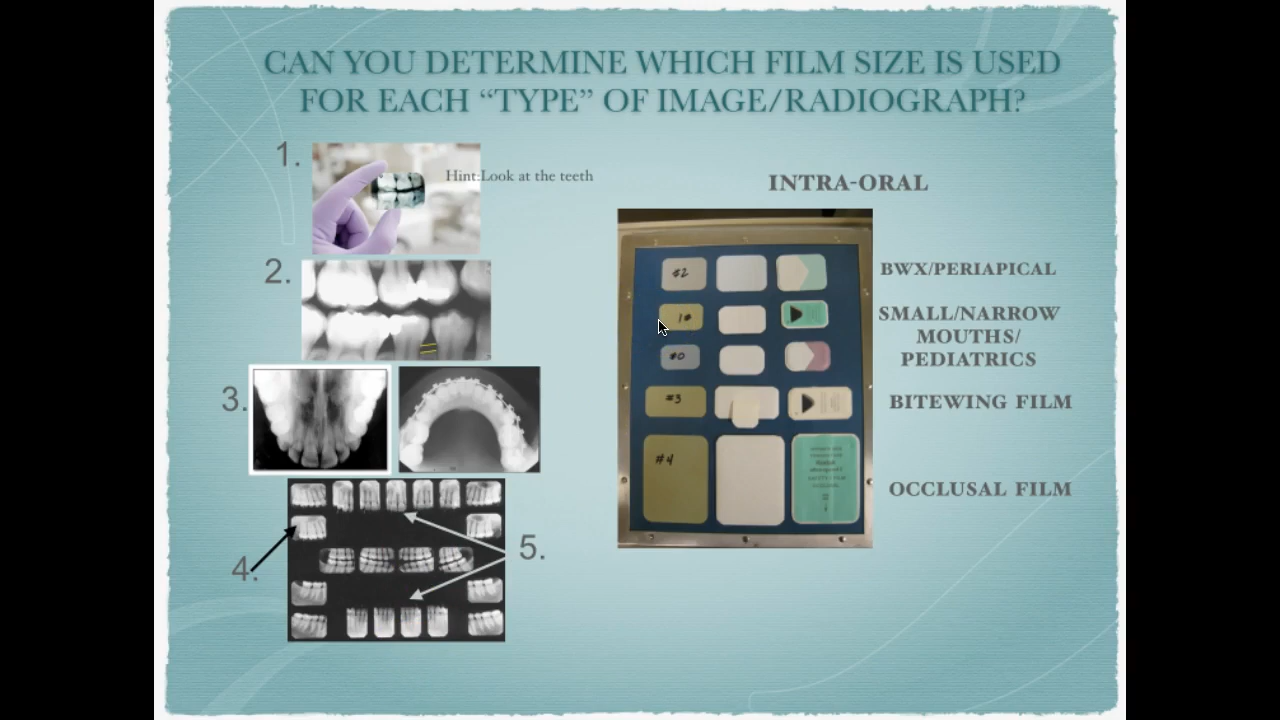 CAN YOU DETERMINE WHICH FILM SIZE IS USED
FOR EACH “TYPE” OF IMAGE/RADIOGRAPH?
1.
Hint:Look at the teeth
2.
3.
4.
5.
INTRA-ORAL
#2
BWX/PERIAPICAL
1#
SMALL/NARROW
MOUTHS/
PEDIATRICS
#0
#3
BITEWING FILM
#4
OCCLUSAL FILM